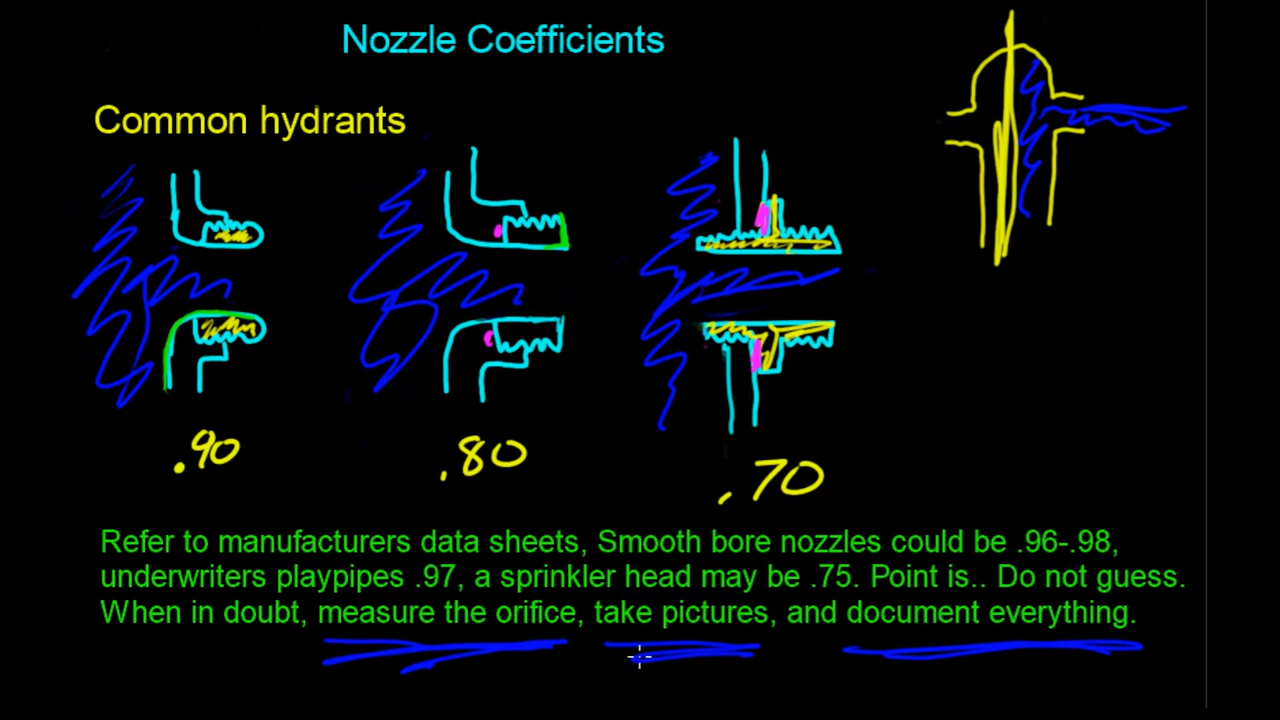 Nozzle Coefficients
Common hydrants
.90 .80 .70
Refer to manufacturers data sheets, Smooth bore nozzles could be .96-.98,
underwriters playpipes .97, a sprinkler head may be .75. Point is.. Do not guess.
When in doubt, measure the orifice, take pictures, and document everything.